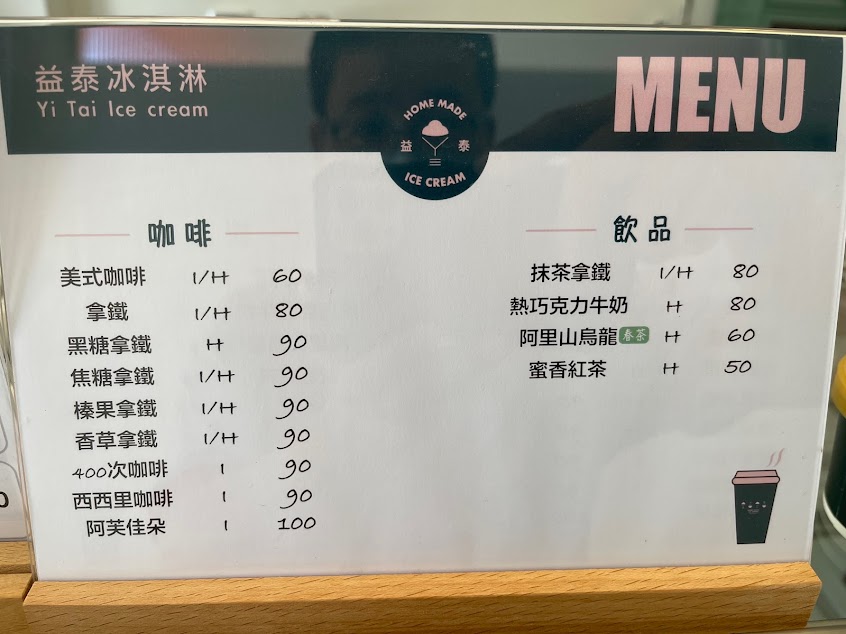 益泰冰淇淋
Yi Tai Ice cream
HOME MADE
益 泰
ICE CREAM
MENU
咖啡
美式咖啡 I/H 60
拿鐵 I/H 80
黑糖拿鐵 H 90
焦糖拿鐵 I/H 90
榛果拿鐵 I/H 90
香草拿鐵 I/H 90
400次咖啡 I 90
西西里咖啡 I 90
阿芙佳朵 I 100
飲品
抹茶拿鐵 I/H 80
熱巧克力牛奶 H 80
阿里山烏龍 春茶 H 60
蜜香紅茶 H 50